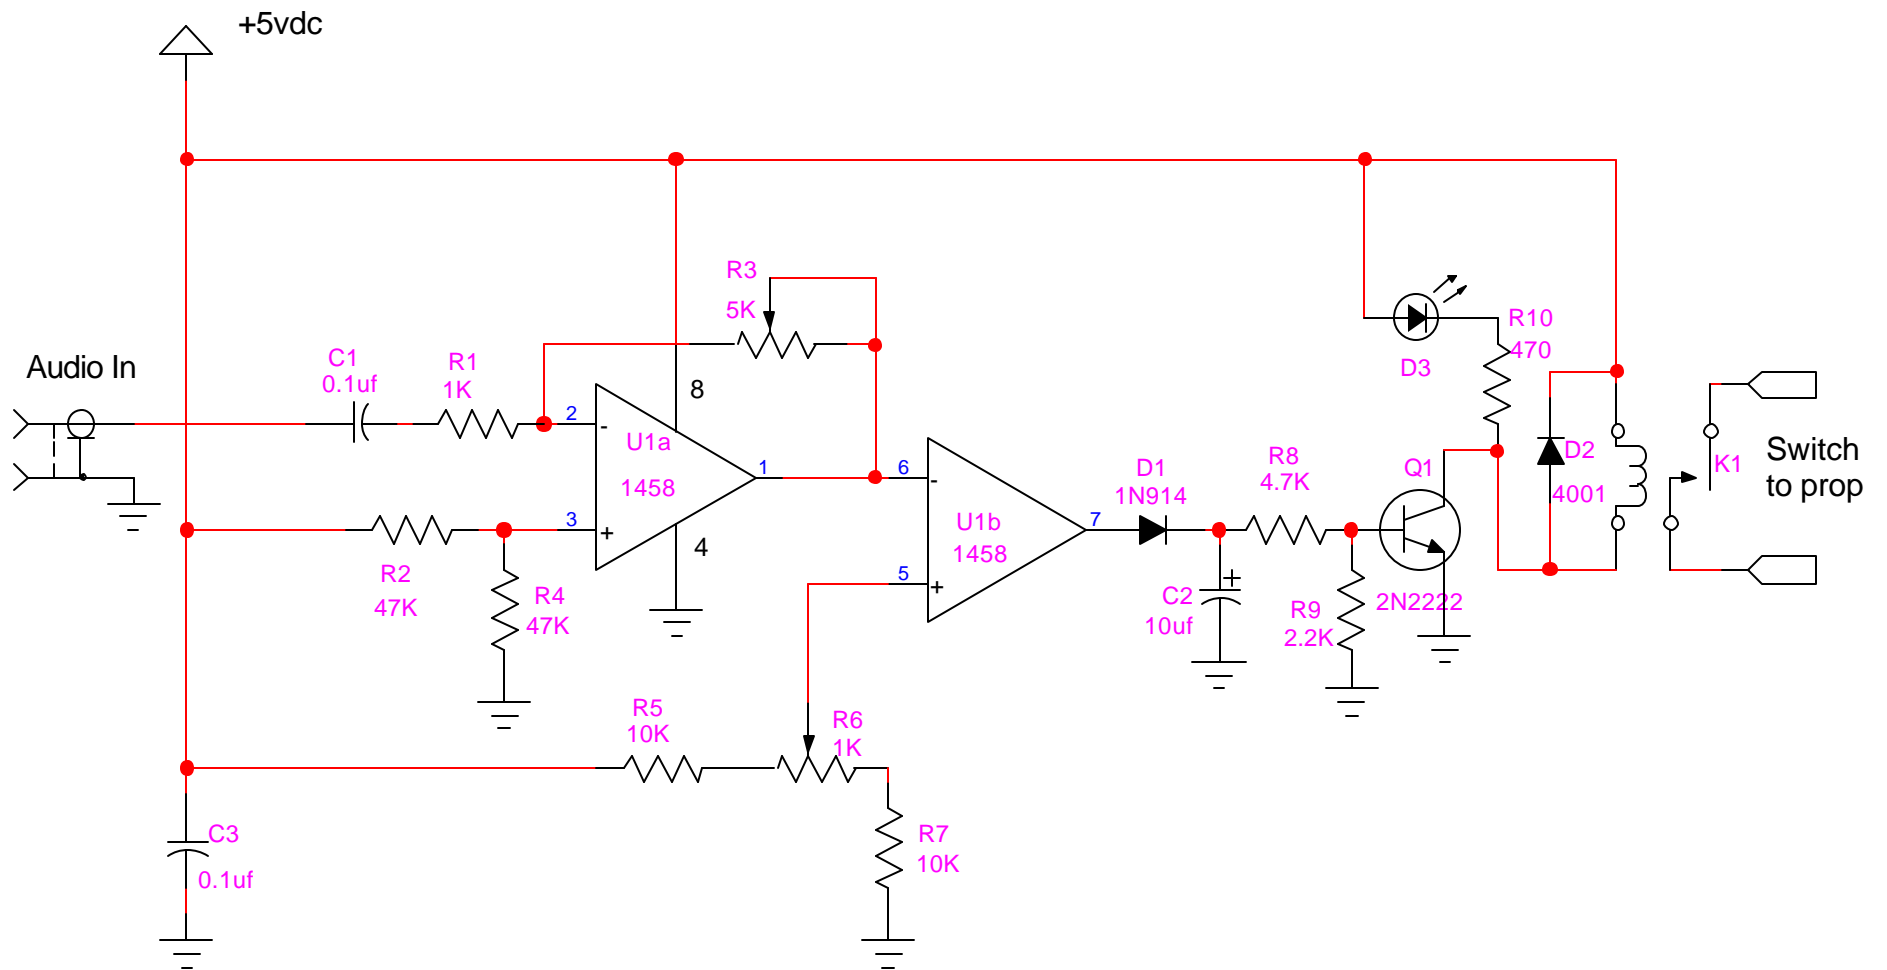 +5vdc
R3
5K
R10
470
D3
Audio In
C1
0.1uf
R1
1K
8
2
-
U1a
1458
1
3
+
4
R2
47K
R4
47K
6
-
U1b
1458
7
5
+
D1
1N914
R8
4.7K
Q1
2N2222
D2
4001
K1
Switch
to prop
C2
+
10uf
R9
2.2K
R5
10K
R6
1K
R7
10K
C3
0.1uf